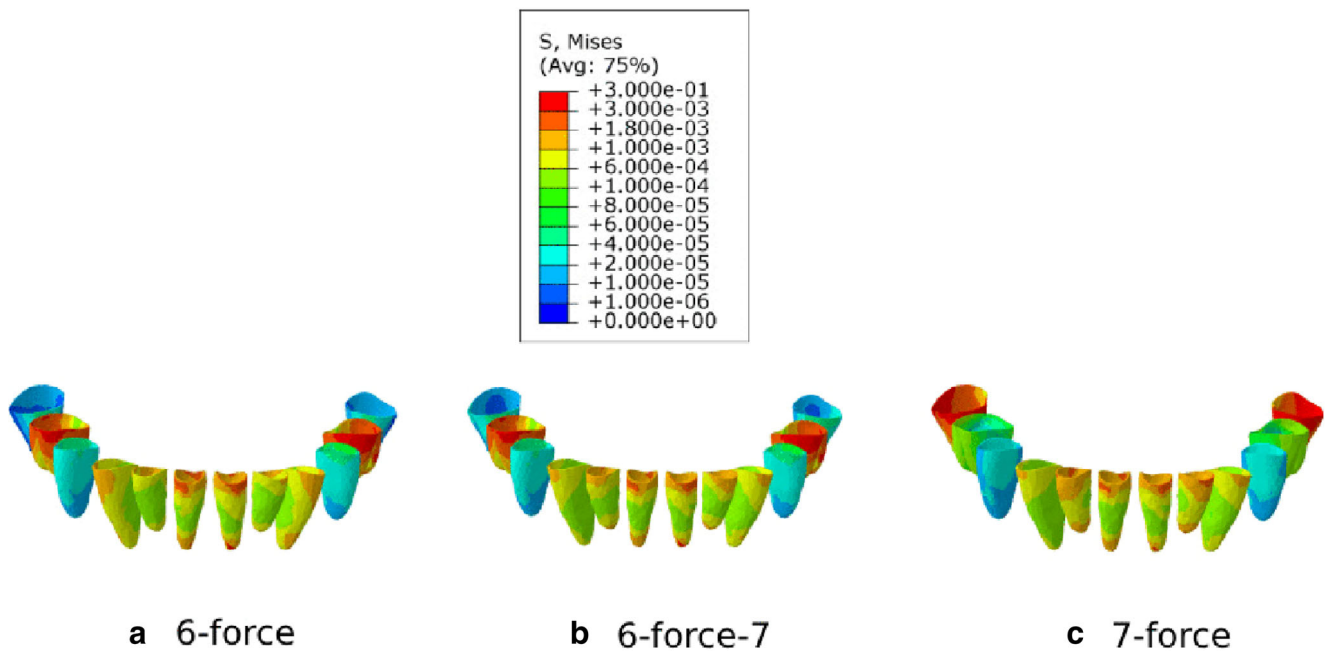 S, Mises
(Avg: 75%)
+3.000e-01
+3.000e-03
+1.800e-03
+1.000e-03
+6.000e-04
+1.000e-04
+8.000e-05
+6.000e-05
+4.000e-05
+2.000e-05
+1.000e-05
+1.000e-06
+0.000e+00
a 6-force
b 6-force-7
c 7-force